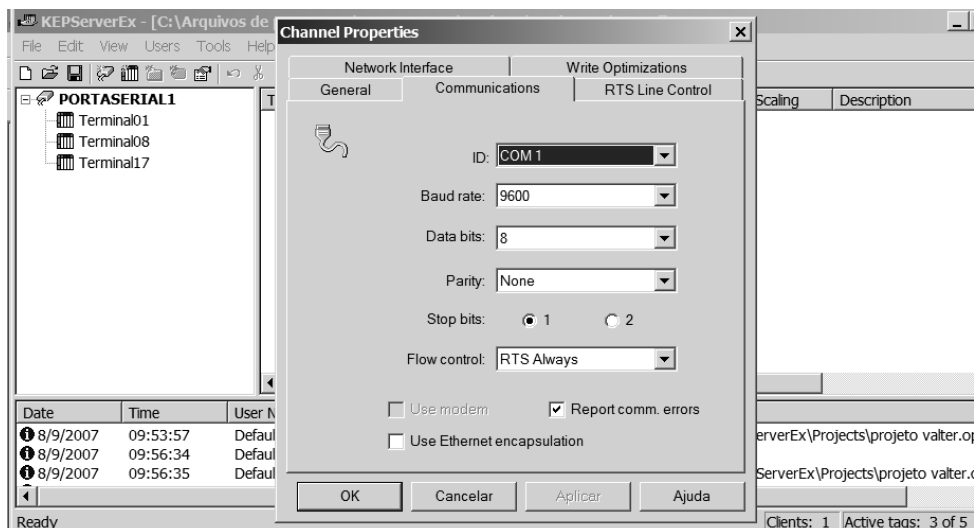 KEPServerEx - [C:\Arquivos de
File Edit View Users Tools Help
PORTASERIAL1
Terminal01
Terminal08
Terminal17
Scaling Description
Channel Properties
Network Interface Write Optimizations
General Communications RTS Line Control
ID: COM 1
Baud rate: 9600
Data bits: 8
Parity: None
Stop bits: 1 2
Flow control: RTS Always
Use modem Report comm. errors
Use Ethernet encapsulation
OK Cancelar Aplicar Ajuda
Date Time User N
8/9/2007 09:53:57 Defaul erverEx\Projects\projeto valter.op
8/9/2007 09:56:34 Defaul
8/9/2007 09:56:35 Defaul ServerEx\Projects\projeto valter.o
Ready Clients: 1 Active tags: 3 of 5